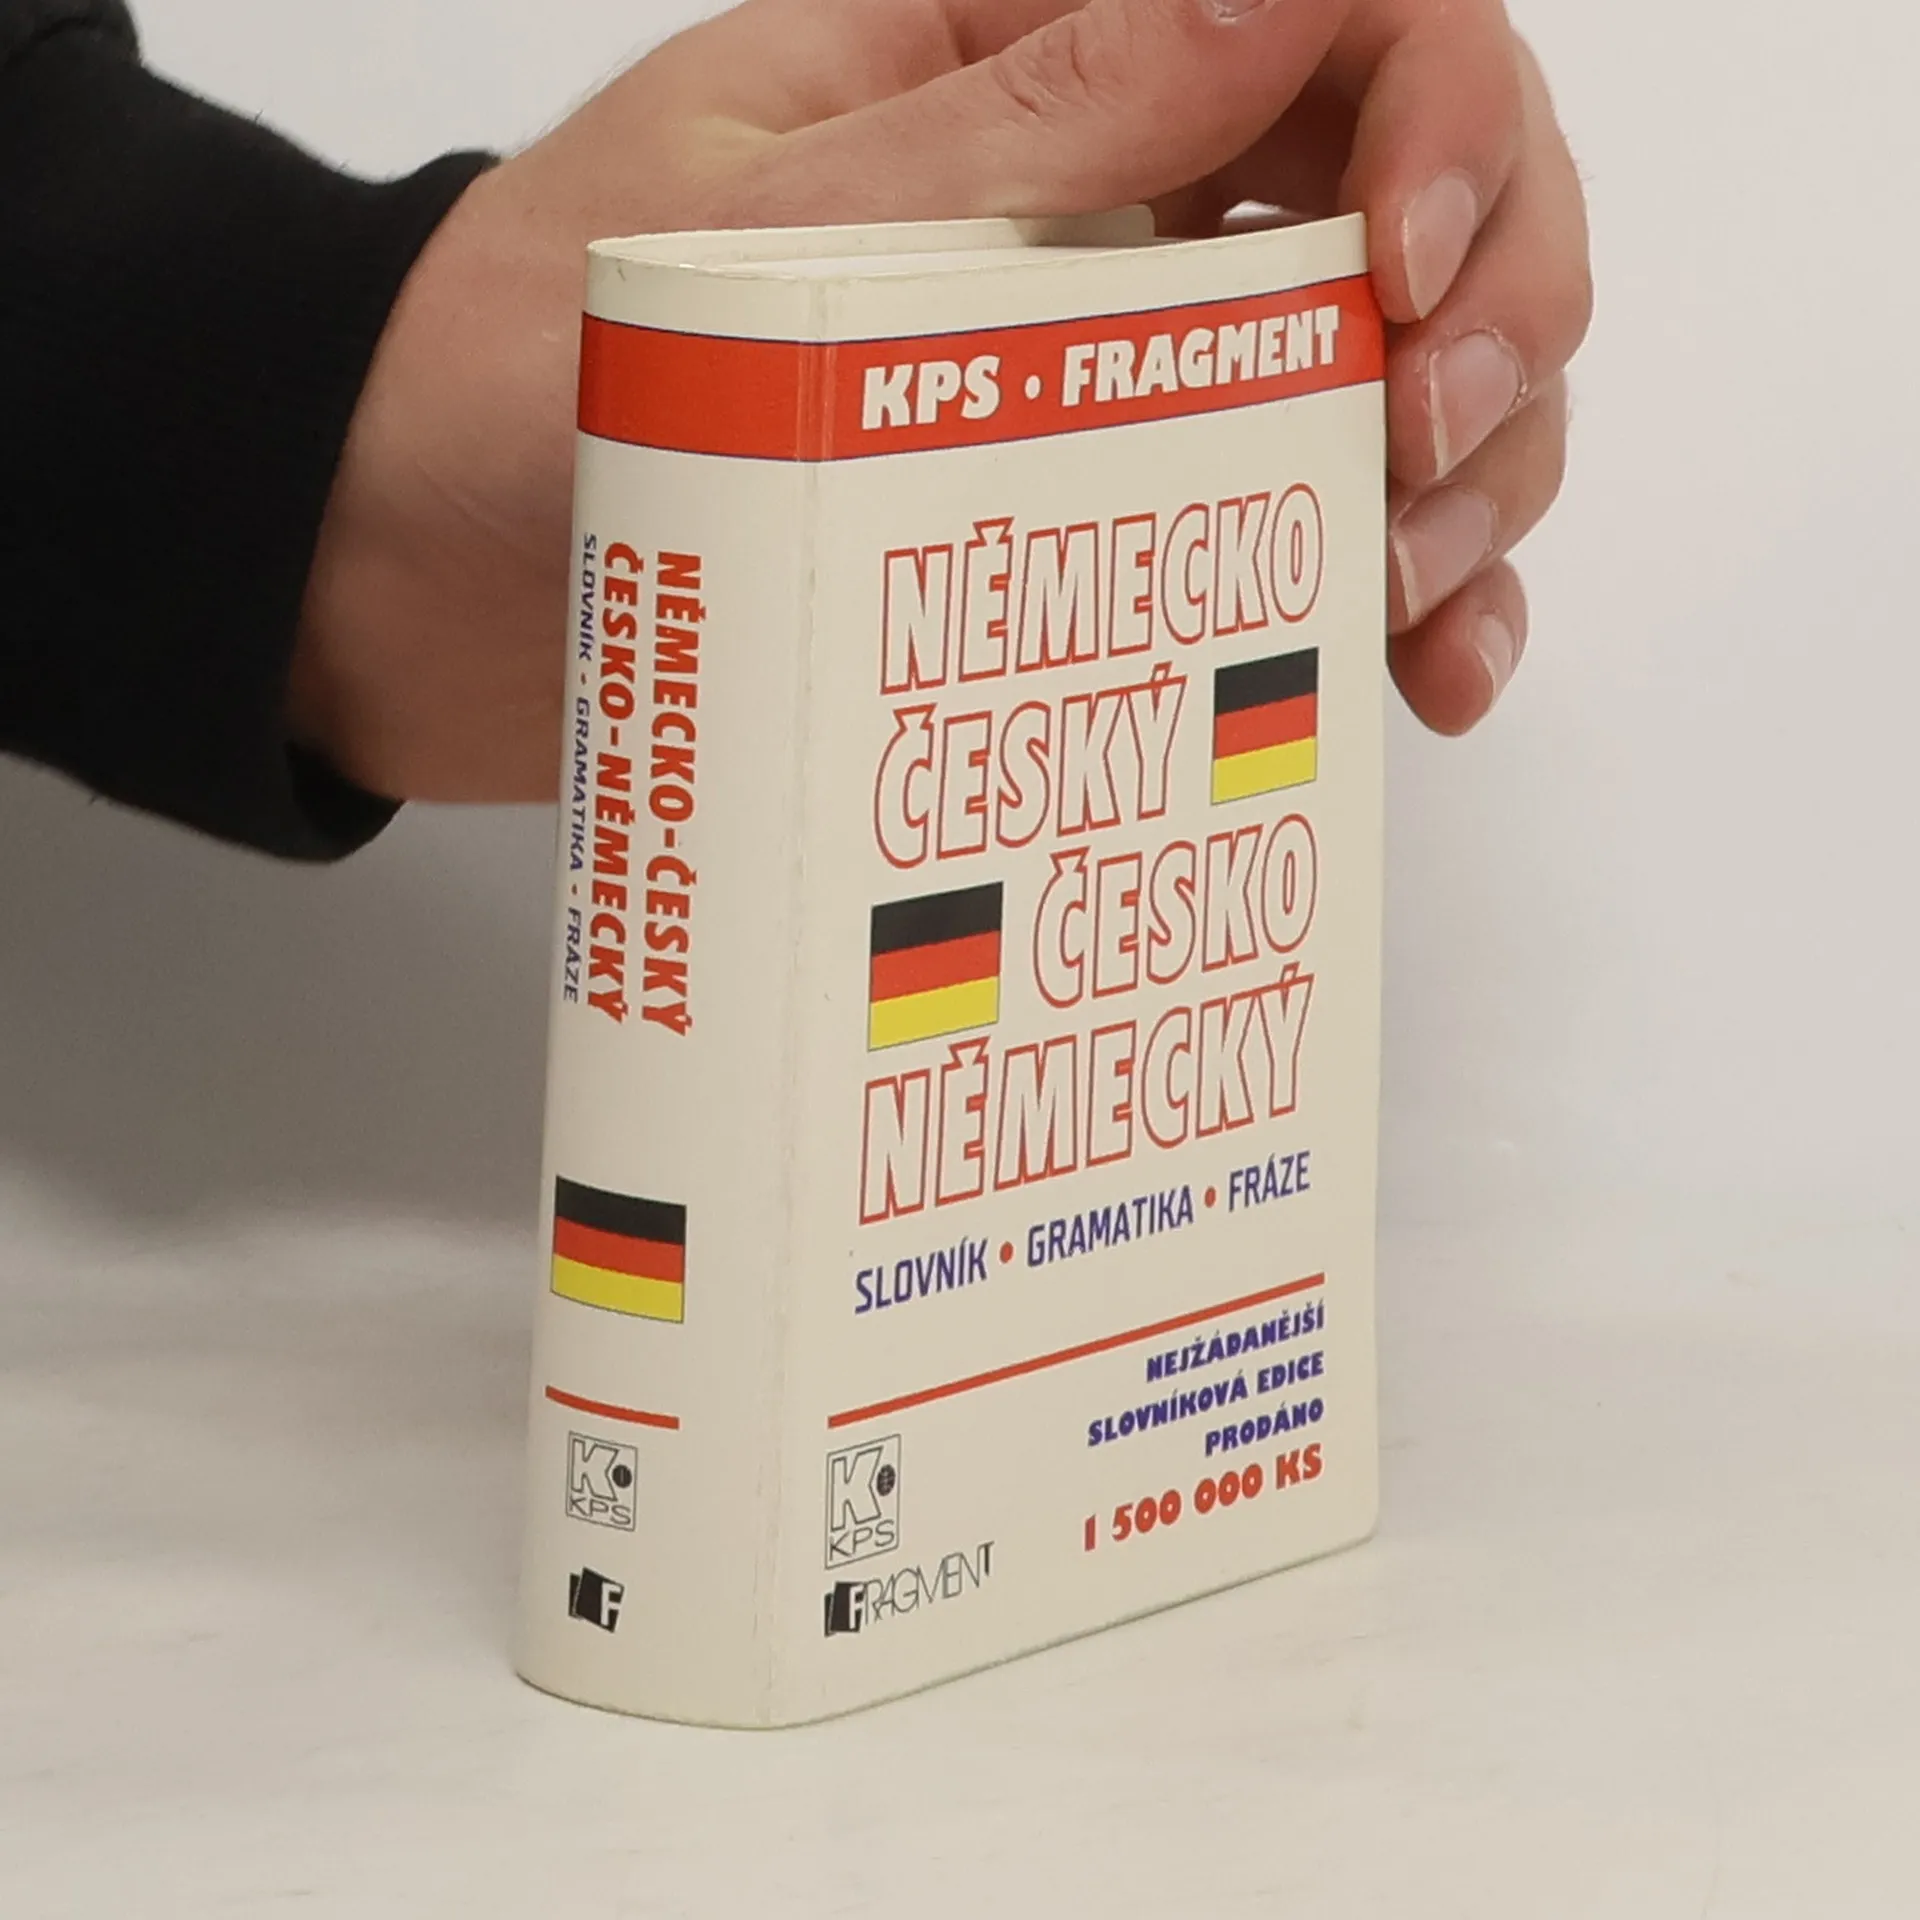 KPS • FRAGMENT
NĚMECKO
ČESKÝ
ČESKO
NĚMECKÝ
SLOVNÍK • GRAMATIKA • FRÁZE
NEJŽÁDANĚJŠÍ
SLOVNÍKOVÁ EDICE
PRODÁNO
1 500 000 KS
K
KPS
FRAGMENT
NĚMECKO-ČESKÝ
ČESKO-NĚMECKÝ
SLOVNÍK • GRAMATIKA • FRÁZE
K
KPS
F